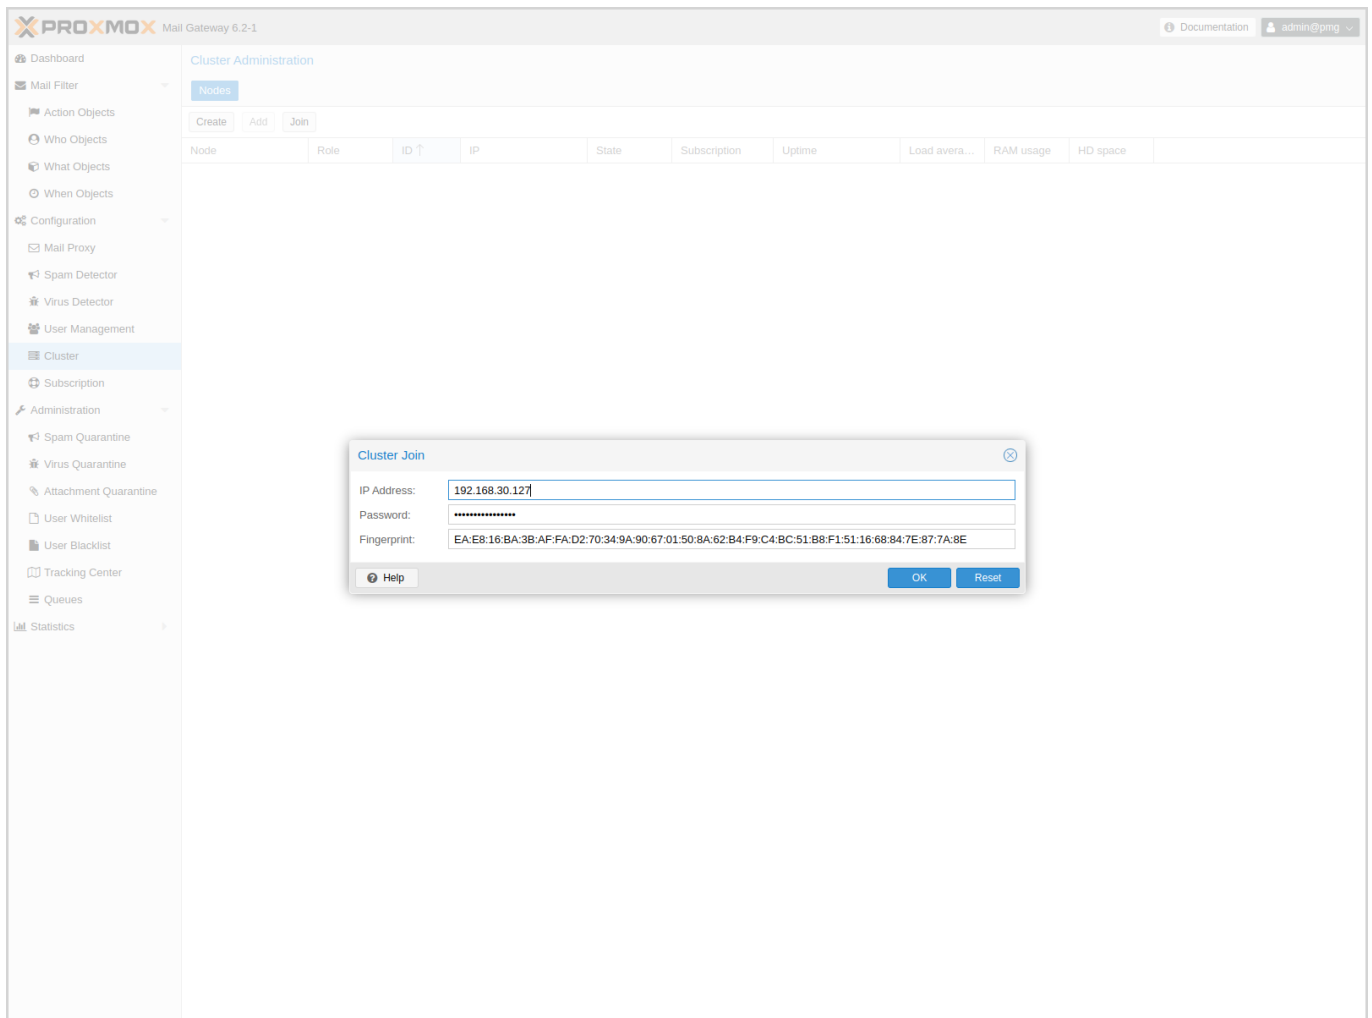 PROXMOX Mail Gateway 6.2-1 Documentation admin@pmg
Dashboard
Mail Filter
Action Objects
Who Objects
What Objects
When Objects
Configuration
Mail Proxy
Spam Detector
Virus Detector
User Management
Cluster
Subscription
Administration
Spam Quarantine
Virus Quarantine
Attachment Quarantine
User Whitelist
User Blacklist
Tracking Center
Queues
Statistics
Cluster Administration
Nodes
Create Add Join
Node Role ID IP State Subscription Uptime Load avera... RAM usage HD space
Cluster Join
IP Address: 192.168.30.127
Password: ••••••••••••••••
Fingerprint: EA:E8:16:BA:3B:AF:FA:D2:70:34:9A:90:67:01:50:8A:62:B4:F9:C4:BC:51:B8:F1:51:16:68:84:7E:87:7A:8E
Help OK Reset